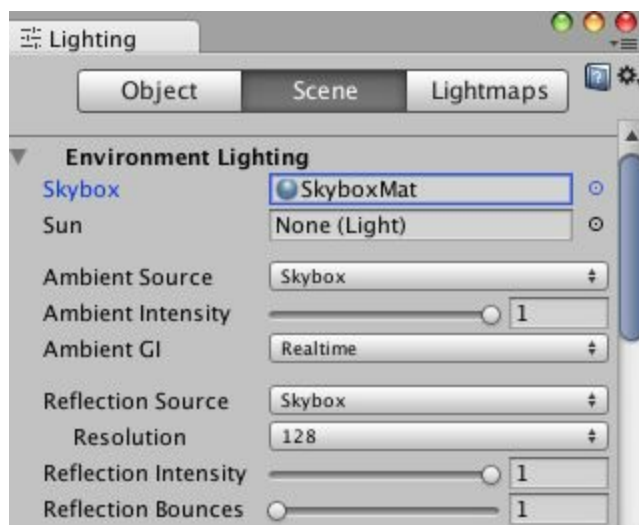 Lighting
Object Scene Lightmaps
Environment Lighting
Skybox SkyboxMat
Sun None (Light)
Ambient Source Skybox
Ambient Intensity 1
Ambient GI Realtime
Reflection Source Skybox
Resolution 128
Reflection Intensity 1
Reflection Bounces 1